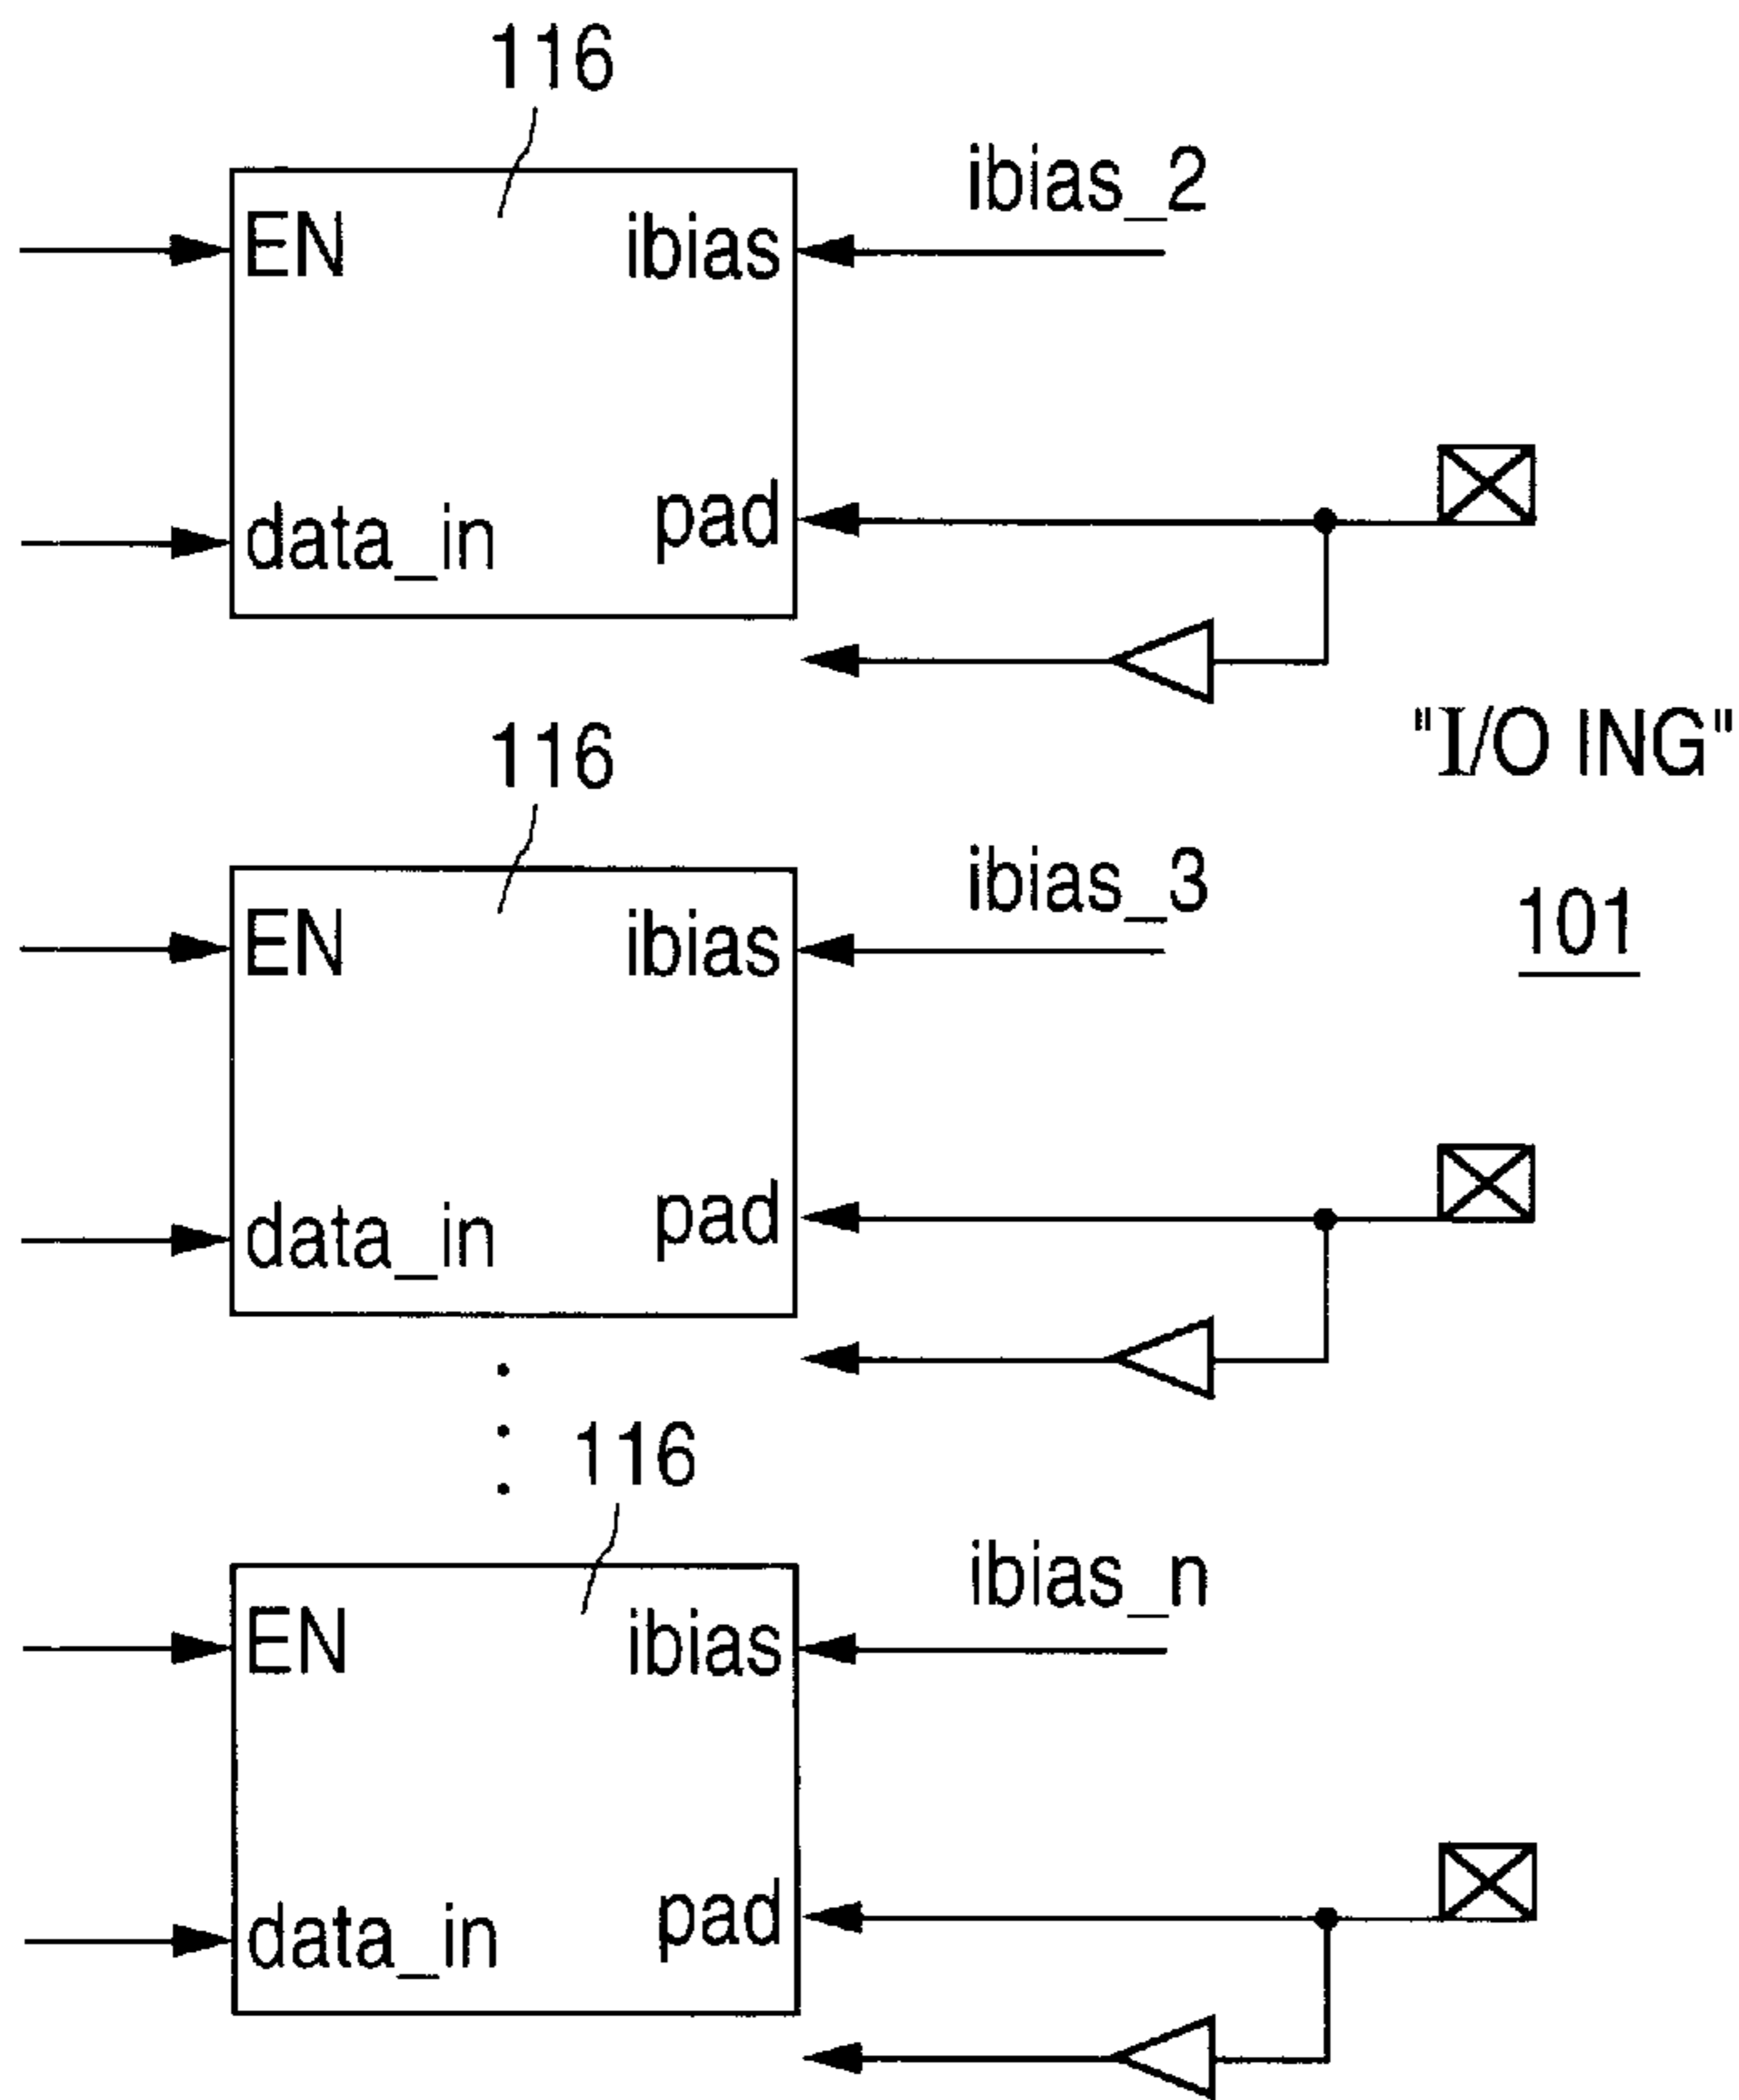 116
ibias_2
EN ibias
data_in pad
"I/O ING"
116
ibias_3
101
EN ibias
data_in pad
116
ibias_n
EN ibias
data_in pad